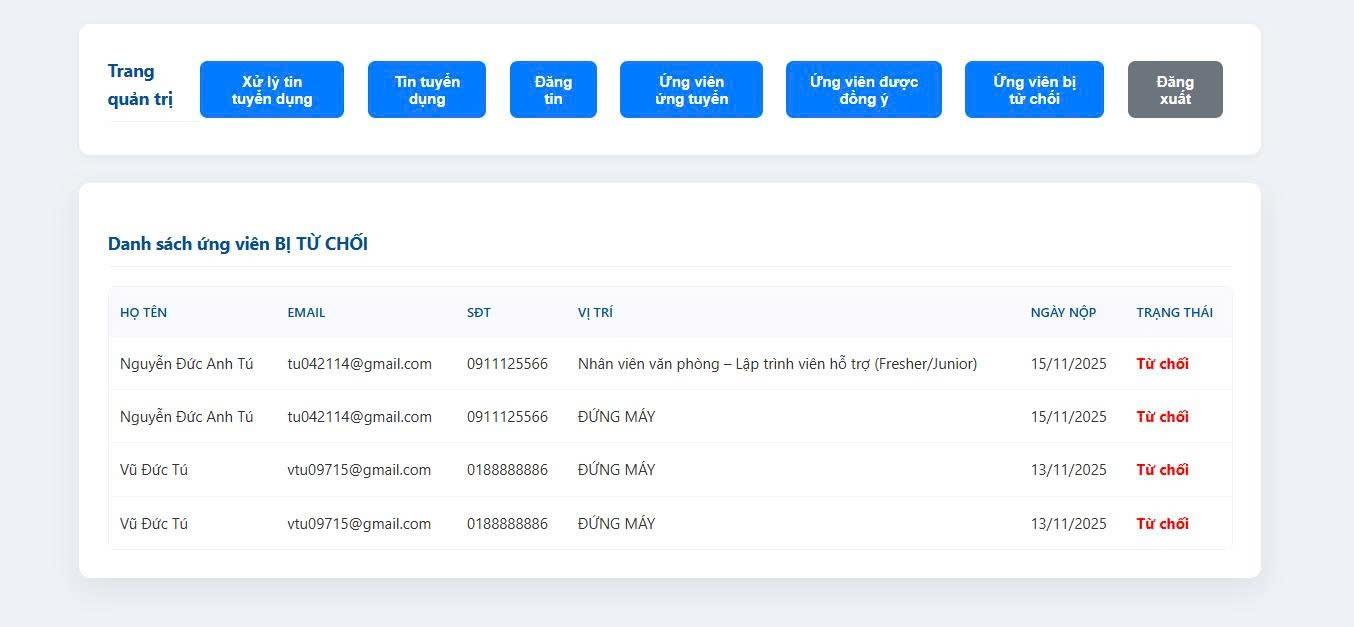 Trang
quản trị
Xử lý tin
tuyển dụng
Tin tuyển
dụng
Đăng
tin
Ứng viên
ứng tuyển
Ứng viên được
đồng ý
Ứng viên bị
từ chối
Đăng
xuất
Danh sách ứng viên BỊ TỪ CHỐI
HỌ TÊN EMAIL SĐT VỊ TRÍ NGÀY NỘP TRẠNG THÁI
Nguyễn Đức Anh Tú tu042114@gmail.com 0911125566 Nhân viên văn phòng – Lập trình viên hỗ trợ (Fresher/Junior) 15/11/2025 Từ chối
Nguyễn Đức Anh Tú tu042114@gmail.com 0911125566 ĐỨNG MÁY 15/11/2025 Từ chối
Vũ Đức Tú vtu09715@gmail.com 0188888886 ĐỨNG MÁY 13/11/2025 Từ chối
Vũ Đức Tú vtu09715@gmail.com 0188888886 ĐỨNG MÁY 13/11/2025 Từ chối